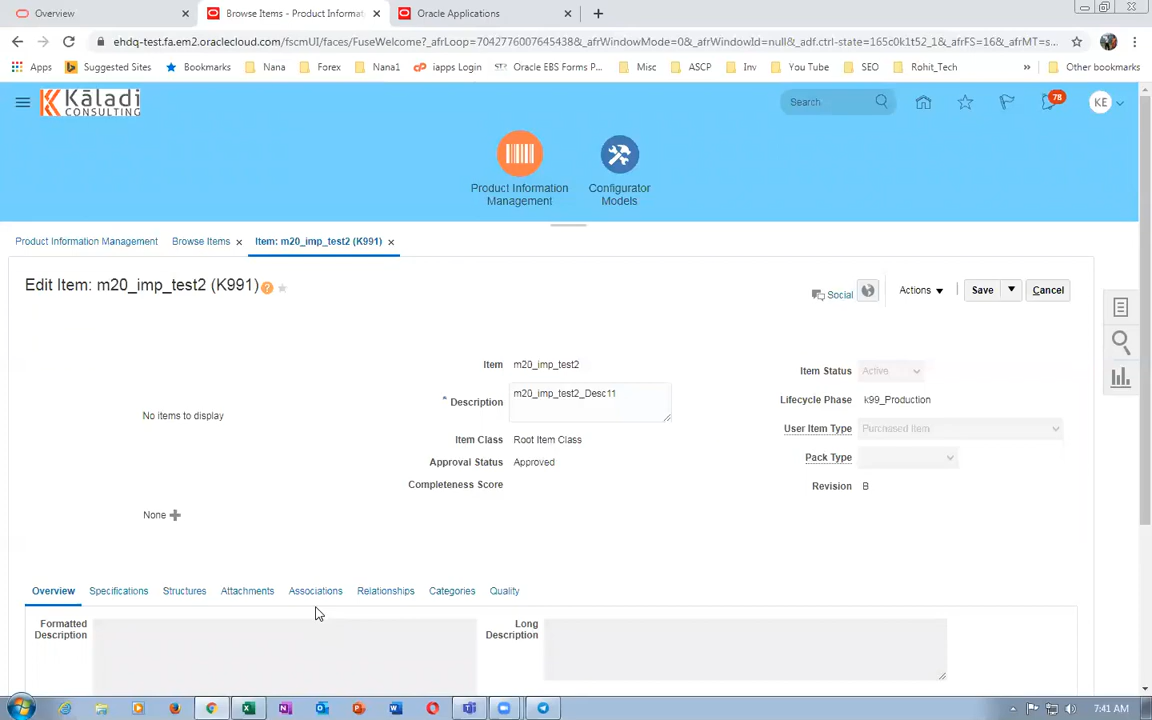 Overview
Browse Items - Product Informat
Oracle Applications
ehdq-test.fa.em2.oraclecloud.com/fscmUI/faces/FuseWelcome?_afrLoop=7042776007645438&_afrWindowMode=0&_afrWindowId=null&_adf.ctrl-state=165c0k1t52_1&_afrFS=16&_afrMT=s...
Apps Suggested Sites Bookmarks Nana Forex Nana1 iapps Login Oracle EBS Forms P... Misc ASCP Inv You Tube SEO Rohit_Tech » Other bookmarks
Kaladi
CONSULTING
Search
78
KE
Product Information
Management
Configurator
Models
Product Information Management
Browse Items
Item: m20_imp_test2 (K991)
Edit Item: m20_imp_test2 (K991)
Social
Actions
Save
Cancel
Item m20_imp_test2
* Description m20_imp_test2_Desc11
Item Class Root Item Class
Approval Status Approved
Completeness Score
No items to display
None
Item Status Active
Lifecycle Phase k99_Production
User Item Type Purchased Item
Pack Type
Revision B
Overview Specifications Structures Attachments Associations Relationships Categories Quality
Formatted
Description
Long
Description
7:41 AM